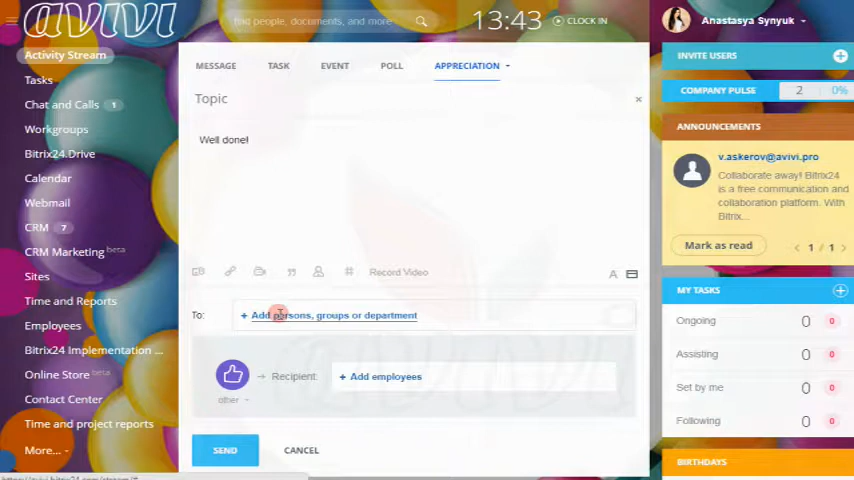 avivi
find people, documents, and more
13:43
CLOCK IN
Anastasya Synyuk
Activity Stream
Tasks
Chat and Calls 1
Workgroups
Bitrix24.Drive
Calendar
Webmail
CRM 7
CRM Marketing beta
Sites
Time and Reports
Employees
Bitrix24 Implementation ...
Online Store beta
Contact Center
Time and project reports
More...
MESSAGE TASK EVENT POLL APPRECIATION
Topic
Well done!
Record Video
A
To: + Add persons, groups or department
Recipient: + Add employees
other
SEND CANCEL
INVITE USERS
COMPANY PULSE 2 0%
ANNOUNCEMENTS
v.askerov@avivi.pro
Collaborate away! Bitrix24
is a free communication and
collaboration platform. With
Bitrix...
Mark as read 1 / 1
MY TASKS
Ongoing 0 0
Assisting 0 0
Set by me 0 0
Following 0 0
BIRTHDAYS